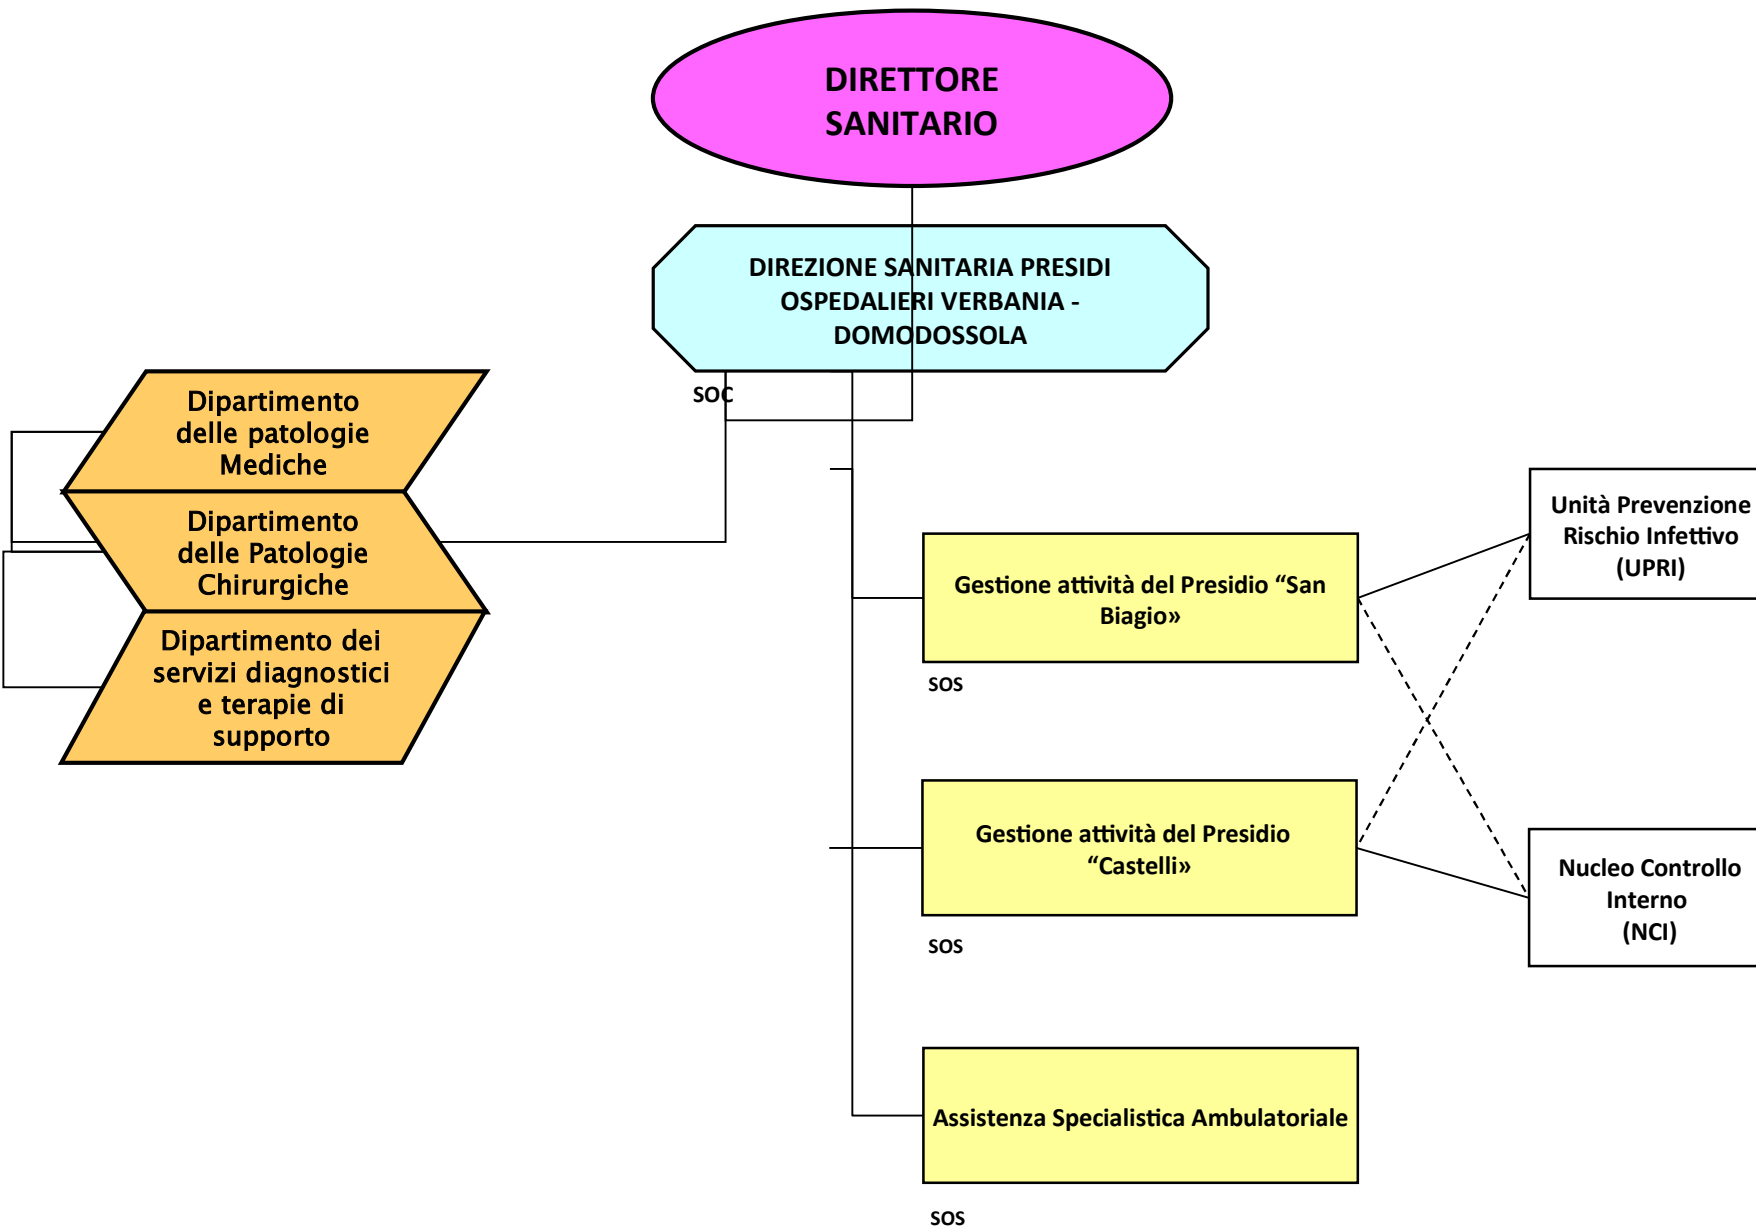 DIRETTORE
SANITARIO
DIREZIONE SANITARIA PRESIDI
OSPEDALIERI VERBANIA -
DOMODOSSOLA
SOC
Dipartimento
delle patologie
Mediche
Dipartimento
delle Patologie
Chirurgiche
Dipartimento dei
servizi diagnostici
e terapie di
supporto
Gestione attività del Presidio “San
Biagio»
SOS
Gestione attività del Presidio
“Castelli»
SOS
Assistenza Specialistica Ambulatoriale
SOS
Unità Prevenzione
Rischio Infettivo
(UPRI)
Nucleo Controllo
Interno
(NCI)